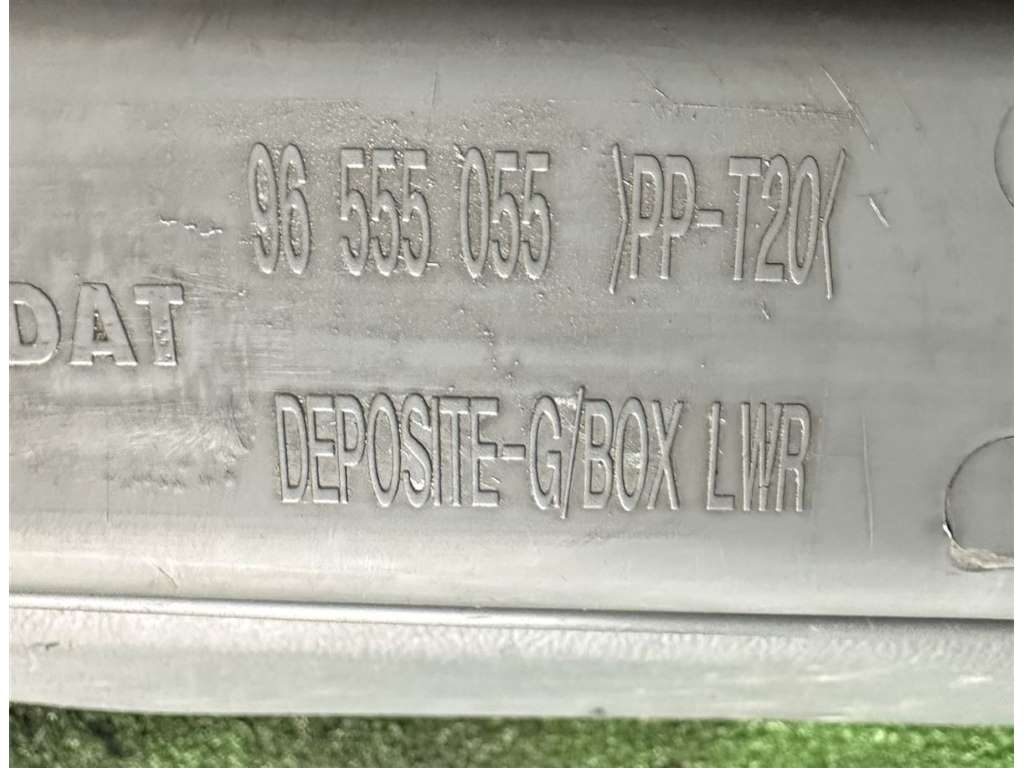 96 555 055 >PP-T20<
DAT
DEPOSITE-G/BOX LWR